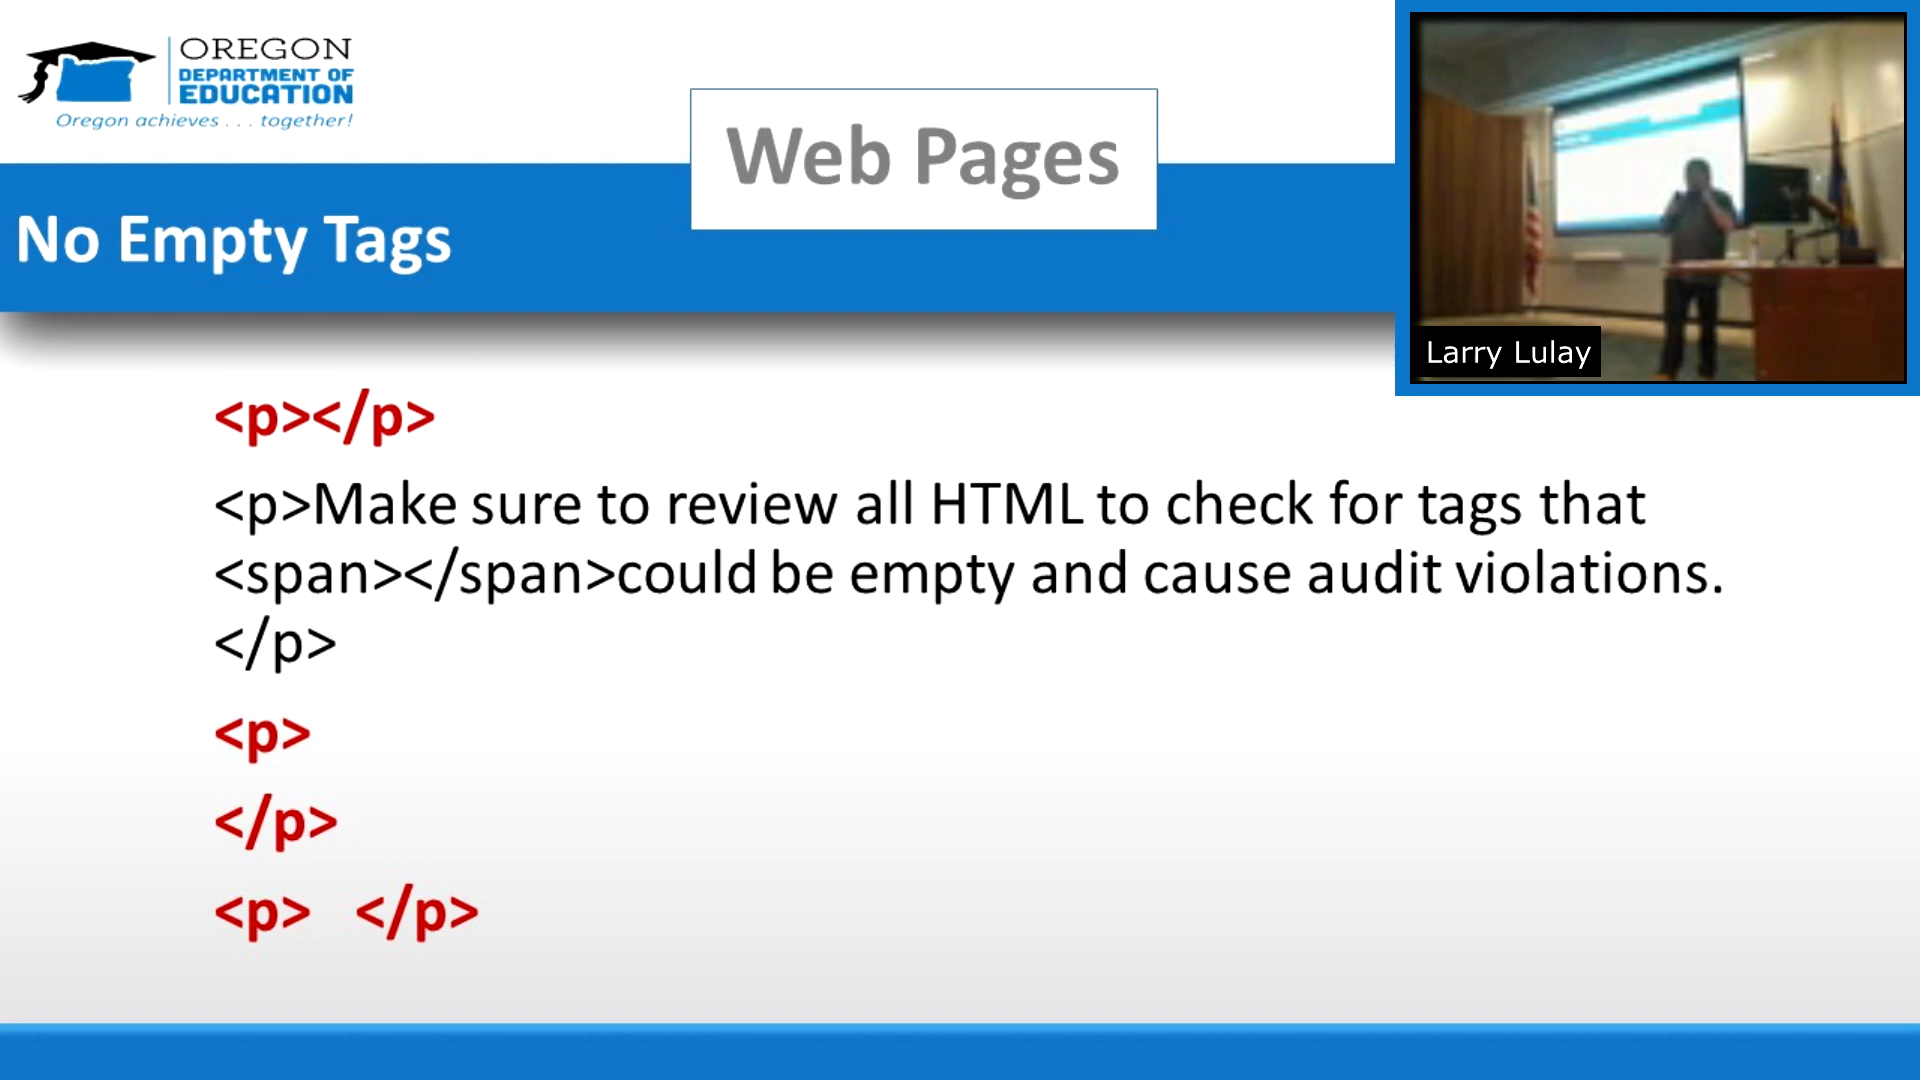 OREGON
DEPARTMENT OF
EDUCATION
Oregon achieves . . . together!
Web Pages
No Empty Tags
Larry Lulay
<p></p>
<p>Make sure to review all HTML to check for tags that
<span></span>could be empty and cause audit violations.
</p>
<p>
</p>
<p>   </p>